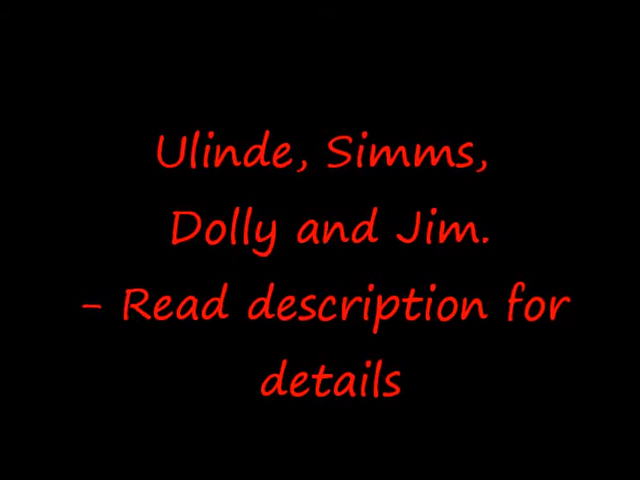 Ulinde, Simms,
Dolly and Jim.
- Read description for
details